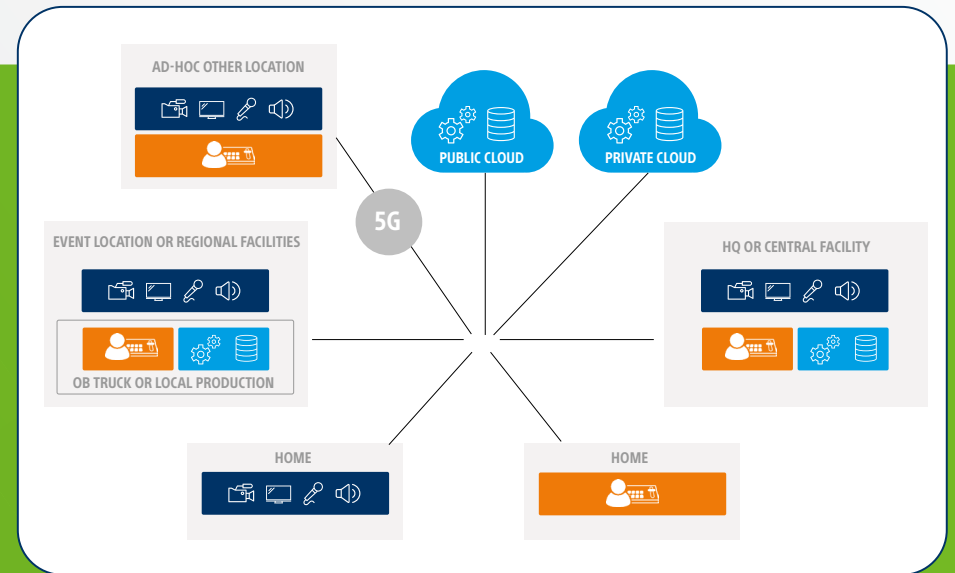 AD-HOC OTHER LOCATION
PUBLIC CLOUD
PRIVATE CLOUD
5G
EVENT LOCATION OR REGIONAL FACILITIES
HQ OR CENTRAL FACILITY
OB TRUCK OR LOCAL PRODUCTION
HOME
HOME